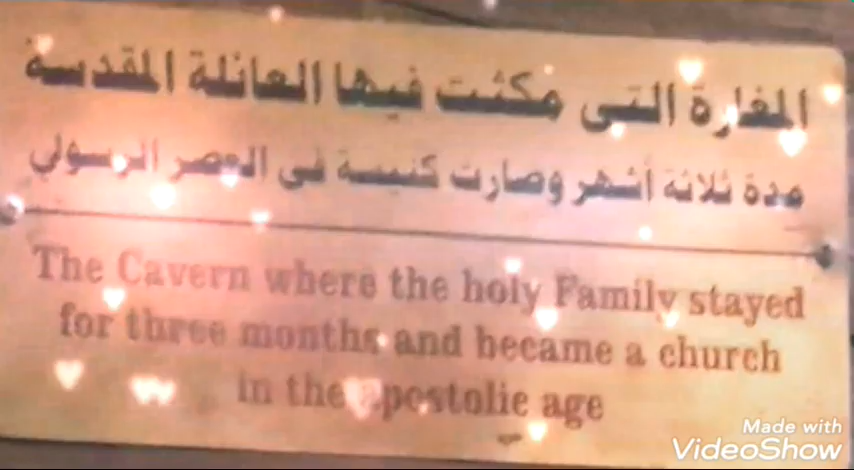 المغارة التى مكثت فيها العائلة المقدسة
مدة ثلاثة أشهر وصارت كنيسة فى العصر الرسولي
The Cavern where the holy Family stayed
for three months and became a church
in the apostolie age
Made with
VideoShow